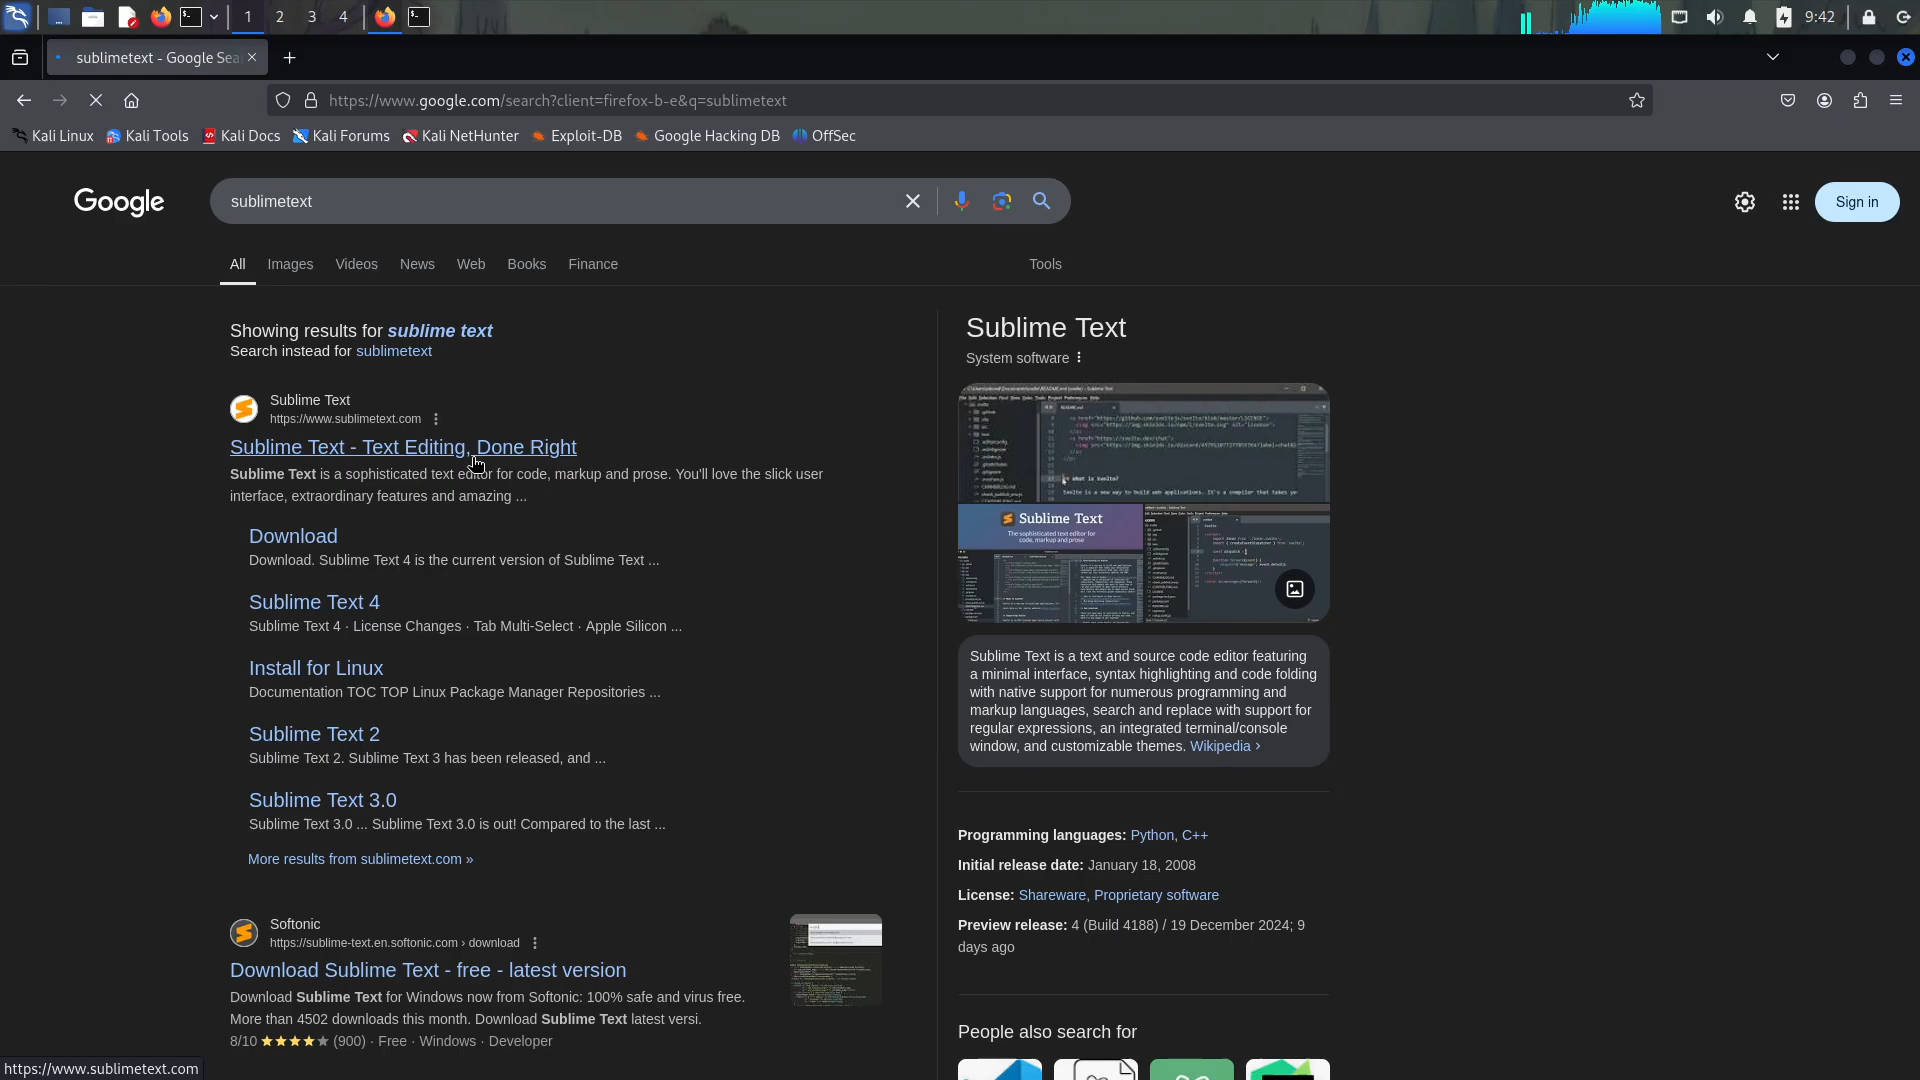 1 2 3 4 9:42
sublimetext - Google Sea
https://www.google.com/search?client=firefox-b-e&q=sublimetext
Kali Linux Kali Tools Kali Docs Kali Forums Kali NetHunter Exploit-DB Google Hacking DB OffSec
Google
sublimetext
Sign in
All Images Videos News Web Books Finance Tools
Showing results for sublime text
Search instead for sublimetext
Sublime Text
https://www.sublimetext.com
Sublime Text - Text Editing, Done Right
Sublime Text is a sophisticated text editor for code, markup and prose. You'll love the slick user
interface, extraordinary features and amazing ...
Download
Download. Sublime Text 4 is the current version of Sublime Text ...
Sublime Text 4
Sublime Text 4 · License Changes · Tab Multi-Select · Apple Silicon ...
Install for Linux
Documentation TOC TOP Linux Package Manager Repositories ...
Sublime Text 2
Sublime Text 2. Sublime Text 3 has been released, and ...
Sublime Text 3.0
Sublime Text 3.0 ... Sublime Text 3.0 is out! Compared to the last ...
More results from sublimetext.com »
Softonic
https://sublime-text.en.softonic.com › download
Download Sublime Text - free - latest version
Download Sublime Text for Windows now from Softonic: 100% safe and virus free.
More than 4502 downloads this month. Download Sublime Text latest versi.
8/10 ★★★★★ (900) · Free · Windows · Developer
Sublime Text
System software
Sublime Text
The sophisticated text editor for
code, markup and prose
Sublime Text is a text and source code editor featuring
a minimal interface, syntax highlighting and code folding
with native support for numerous programming and
markup languages, search and replace with support for
regular expressions, an integrated terminal/console
window, and customizable themes. Wikipedia ›
Programming languages: Python, C++
Initial release date: January 18, 2008
License: Shareware, Proprietary software
Preview release: 4 (Build 4188) / 19 December 2024; 9
days ago
People also search for
https://www.sublimetext.com